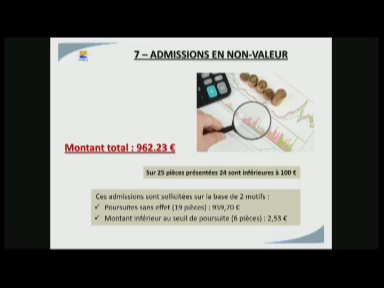 7 – ADMISSIONS EN NON-VALEUR
Montant total : 962.23 €
Sur 25 pièces présentées 24 sont inférieures à 100 €
Ces admissions sont sollicitées sur la base de 2 motifs :
✓ Poursuites sans effet (19 pièces) : 959,70 €
✓ Montant inférieur au seuil de poursuite (6 pièces) : 2,53 €